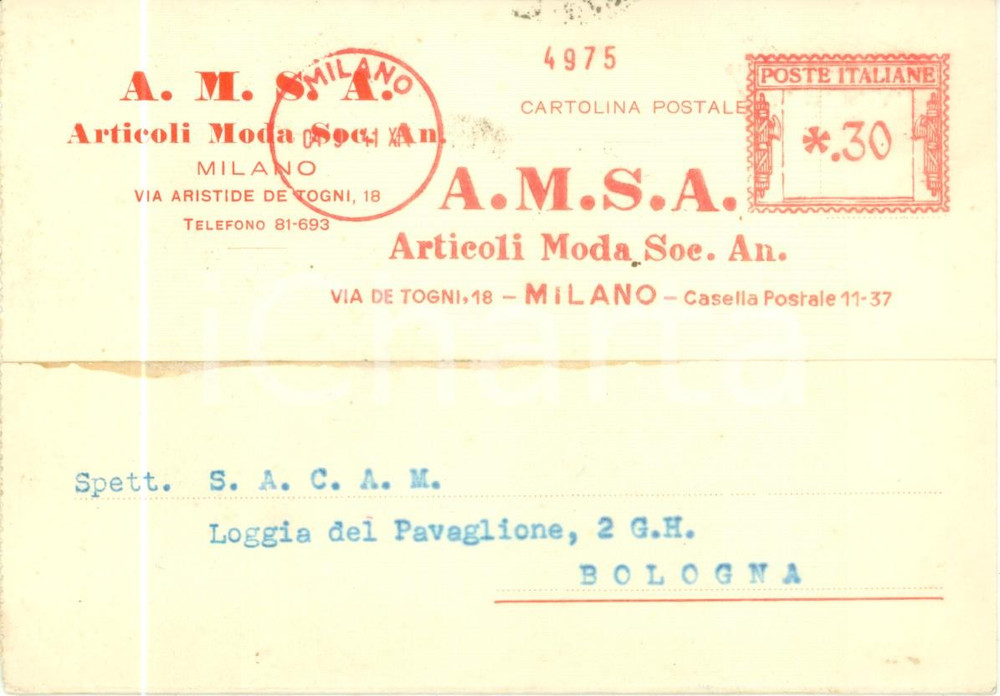 4975
A. M. S. A.
Articoli Moda Soc. An.
MILANO
VIA ARISTIDE DE TOGNI, 18
TELEFONO 81-693
MILANO
41
CARTOLINA POSTALE
POSTE ITALIANE
*.30
A.M.S.A.
Articoli Moda Soc. An.
VIA DE TOGNI,18 - MiLANO - Casella Postale 11-37
iCharta
Spett. S. A. C. A. M.
Loggia del Pavaglione, 2 G.H.
BOLOGNA